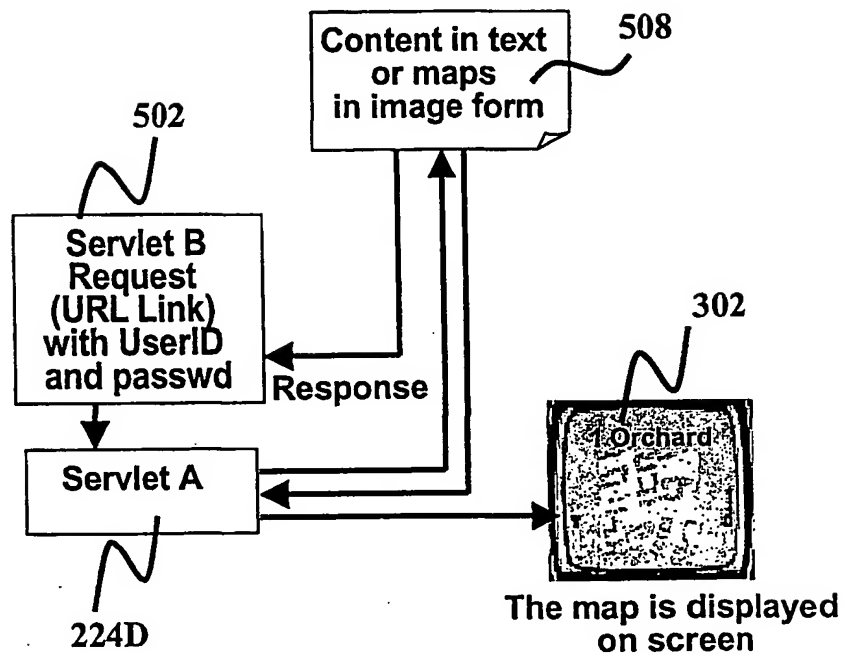 Content in text
or maps
in image form
508
502
Servlet B
Request
(URL Link)
with UserID
and passwd
Response
302
1 Orchard
Servlet A
224D
The map is displayed
on screen